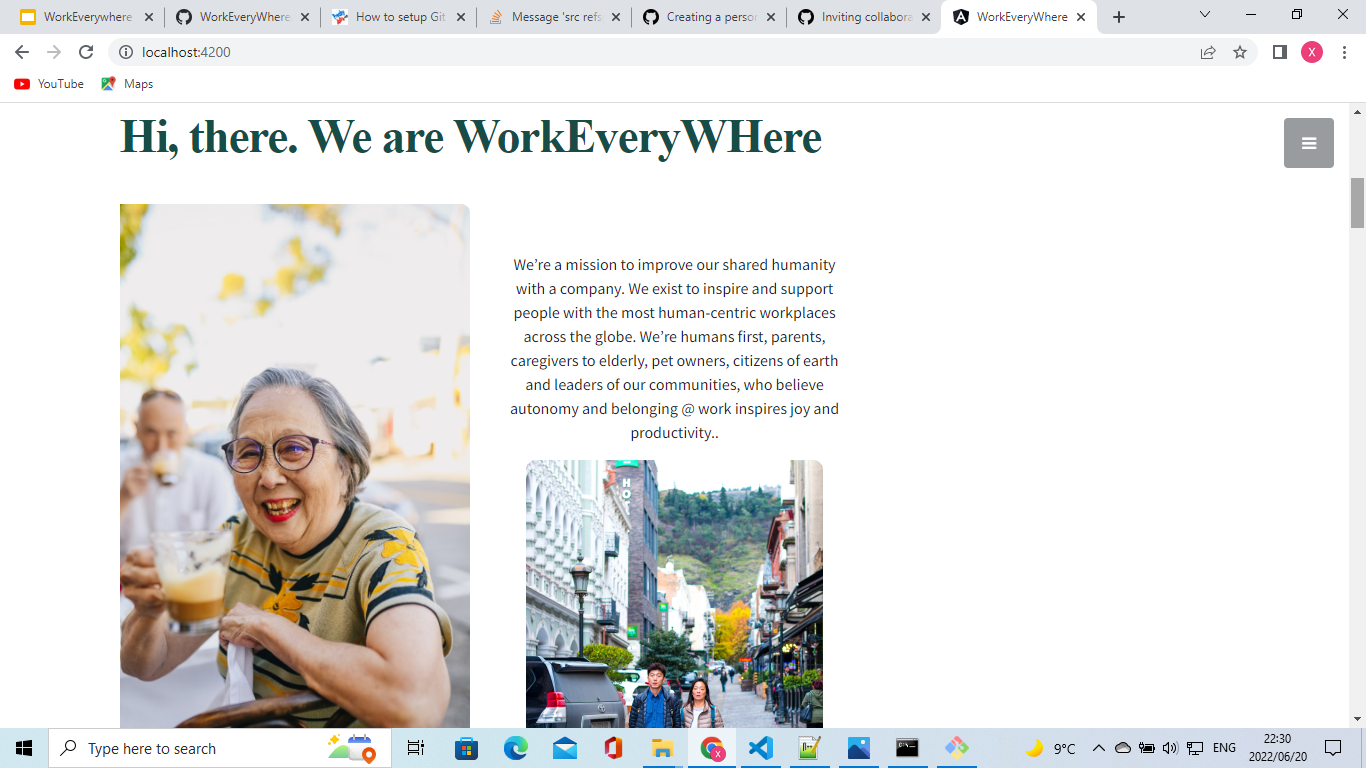 WorkEverywhere
WorkEveryWhere
How to setup Git
Message 'src refs
Creating a person
Inviting collabora
WorkEveryWhere
localhost:4200
X
YouTube
Maps
Hi, there. We are WorkEveryWHere
We’re a mission to improve our shared humanity
with a company. We exist to inspire and support
people with the most human-centric workplaces
across the globe. We’re humans first, parents,
caregivers to elderly, pet owners, citizens of earth
and leaders of our communities, who believe
autonomy and belonging @ work inspires joy and
productivity..
HO
Type here to search
X
9°C
ENG
22:30
2022/06/20